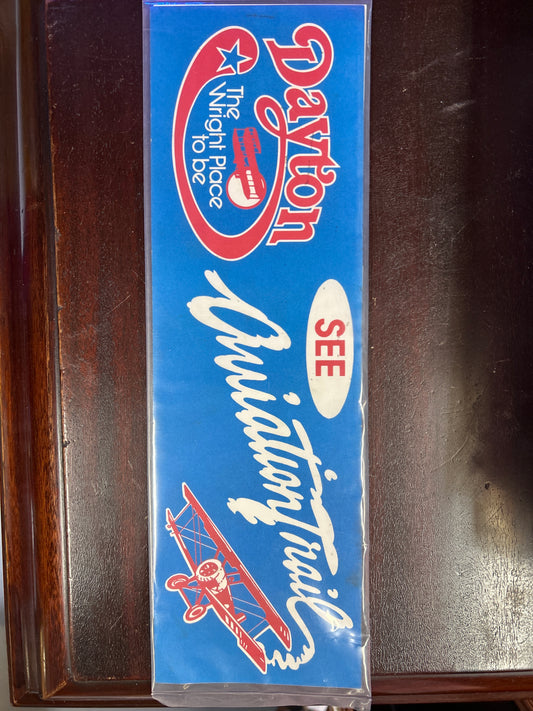 Dayton
The
Wright Place
to be
SEE
Aviation Trail